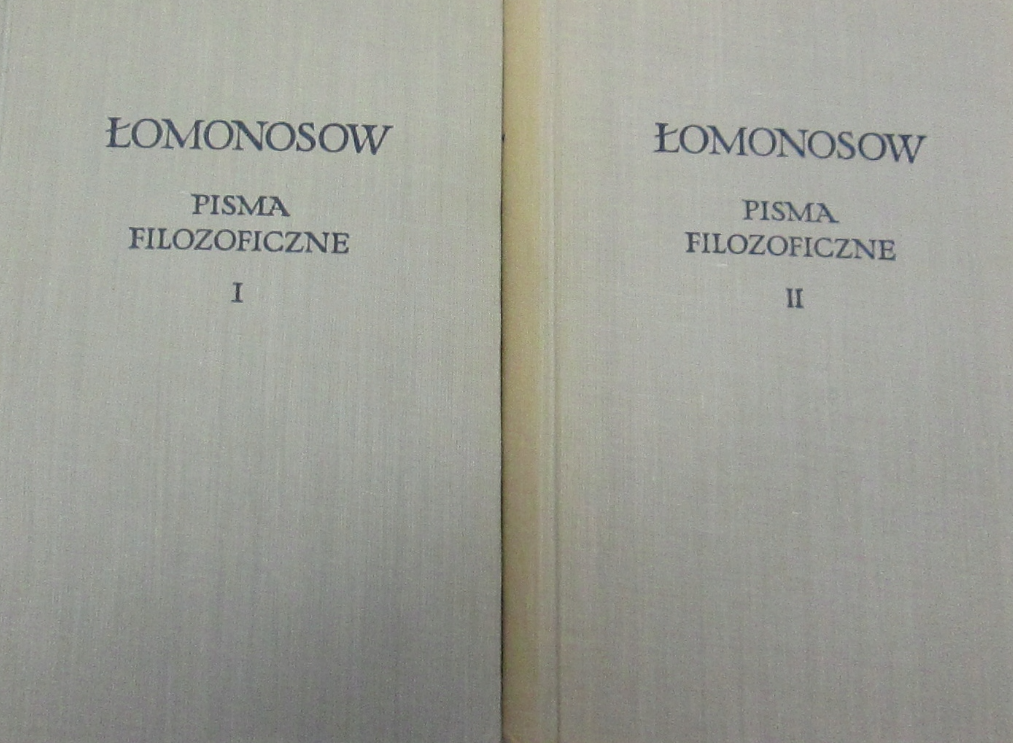 ŁOMONOSOW
PISMA
FILOZOFICZNE
I
ŁOMONOSOW
PISMA
FILOZOFICZNE
II